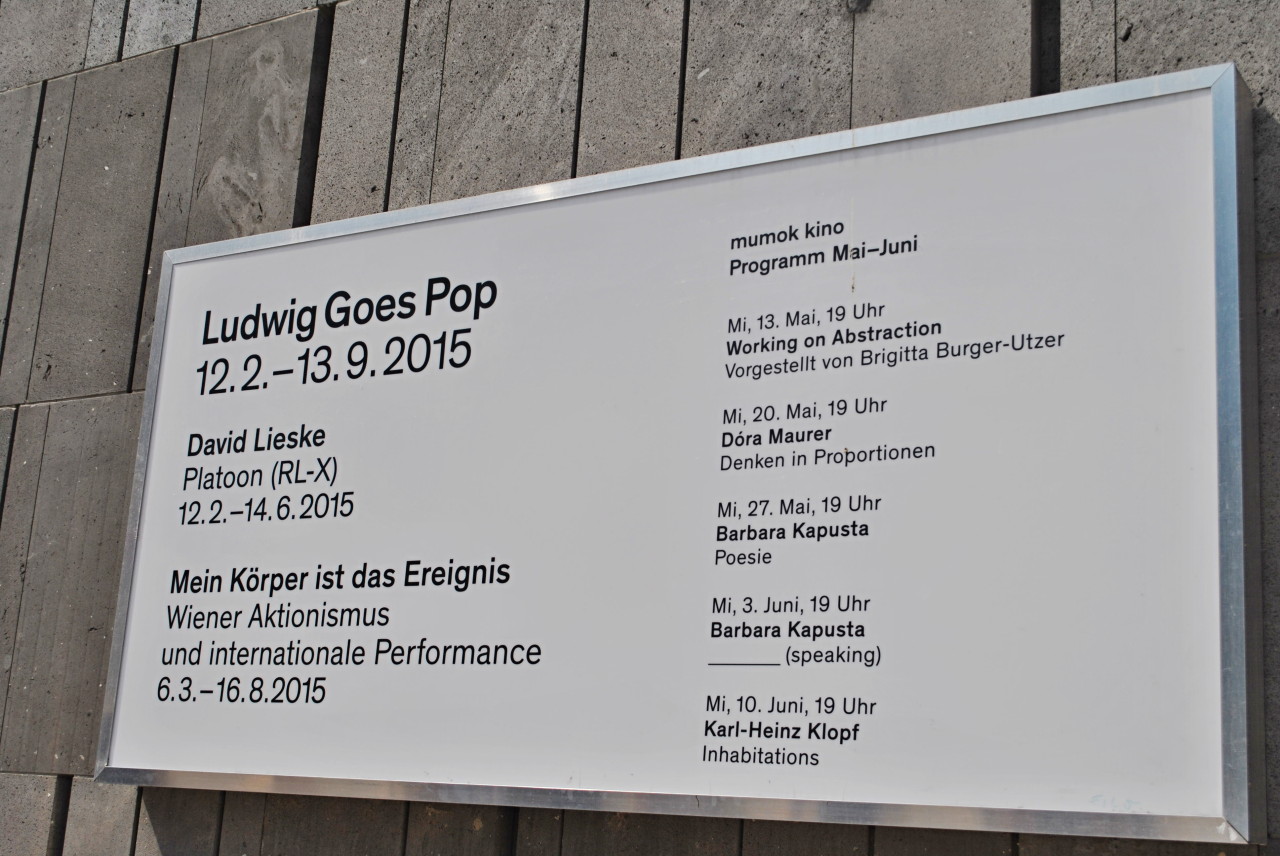 Ludwig Goes Pop
12.2.–13.9.2015
David Lieske
Platoon (RL-X)
12.2.–14.6.2015
Mein Körper ist das Ereignis
Wiener Aktionismus
und internationale Performance
6.3.–16.8.2015
mumok kino
Programm Mai–Juni
Mi, 13. Mai, 19 Uhr
Working on Abstraction
Vorgestellt von Brigitta Burger-Utzer
Mi, 20. Mai, 19 Uhr
Dóra Maurer
Denken in Proportionen
Mi, 27. Mai, 19 Uhr
Barbara Kapusta
Poesie
Mi, 3. Juni, 19 Uhr
Barbara Kapusta
_______ (speaking)
Mi, 10. Juni, 19 Uhr
Karl-Heinz Klopf
Inhabitations